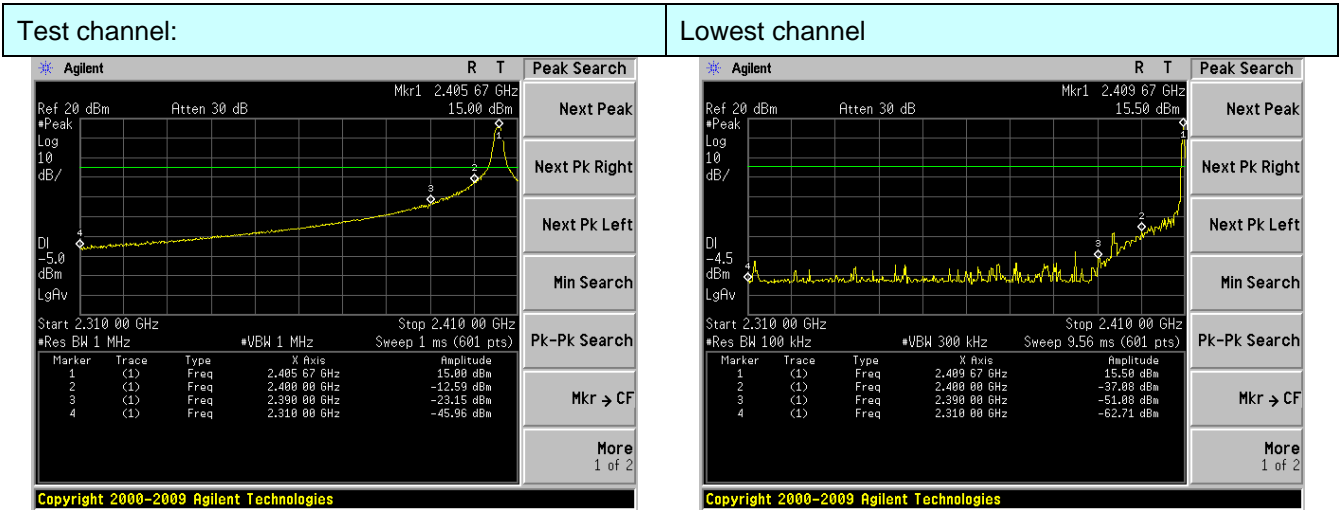 Test channel:
Lowest channel
Agilent R T
Mkr1 2.405 67 GHz
Ref 20 dBm Atten 30 dB 15.00 dBm
#Peak
Log
10
dB/
1
2
3
4
DI
-5.0
dBm
LgAv
Start 2.310 00 GHz Stop 2.410 00 GHz
#Res BW 1 MHz #VBW 1 MHz Sweep 1 ms (601 pts)
Marker Trace Type X Axis Amplitude
1 (1) Freq 2.405 67 GHz 15.00 dBm
2 (1) Freq 2.400 00 GHz -12.59 dBm
3 (1) Freq 2.390 00 GHz -23.15 dBm
4 (1) Freq 2.310 00 GHz -45.96 dBm
Copyright 2000-2009 Agilent Technologies
Peak Search
Next Peak
Next Pk Right
Next Pk Left
Min Search
Pk-Pk Search
Mkr → CF
More
1 of 2
Agilent R T
Mkr1 2.409 67 GHz
Ref 20 dBm Atten 30 dB 15.50 dBm
#Peak
Log
10
dB/
1
2
3
4
DI
-4.5
dBm
LgAv
Start 2.310 00 GHz Stop 2.410 00 GHz
#Res BW 100 kHz #VBW 300 kHz Sweep 9.56 ms (601 pts)
Marker Trace Type X Axis Amplitude
1 (1) Freq 2.409 67 GHz 15.50 dBm
2 (1) Freq 2.400 00 GHz -37.08 dBm
3 (1) Freq 2.390 00 GHz -51.08 dBm
4 (1) Freq 2.310 00 GHz -62.71 dBm
Copyright 2000-2009 Agilent Technologies
Peak Search
Next Peak
Next Pk Right
Next Pk Left
Min Search
Pk-Pk Search
Mkr → CF
More
1 of 2